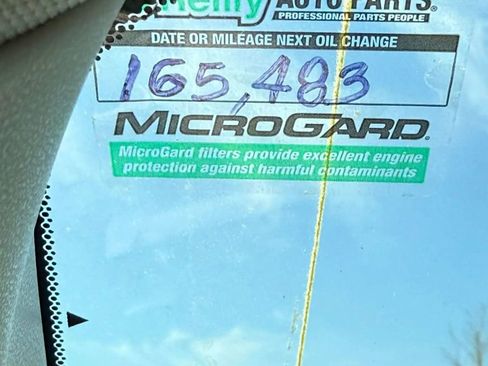 AUTO PARTS®
PROFESSIONAL PARTS PEOPLE®
DATE OR MILEAGE NEXT OIL CHANGE
165,483
MICROGARD®
MicroGard filters provide excellent engine
protection against harmful contaminants